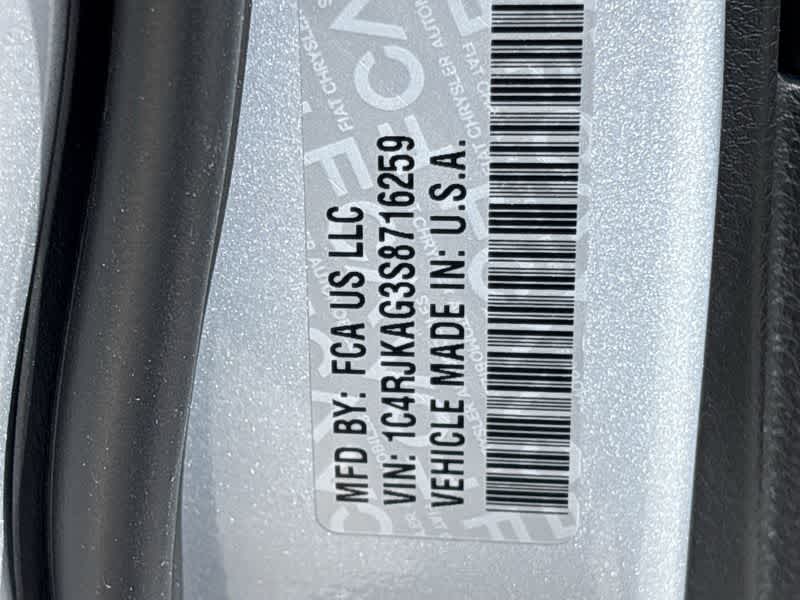 MFD BY: FCA US LLC
VIN: 1C4RJKAG3S8716259
VEHICLE MADE IN: U.S.A.